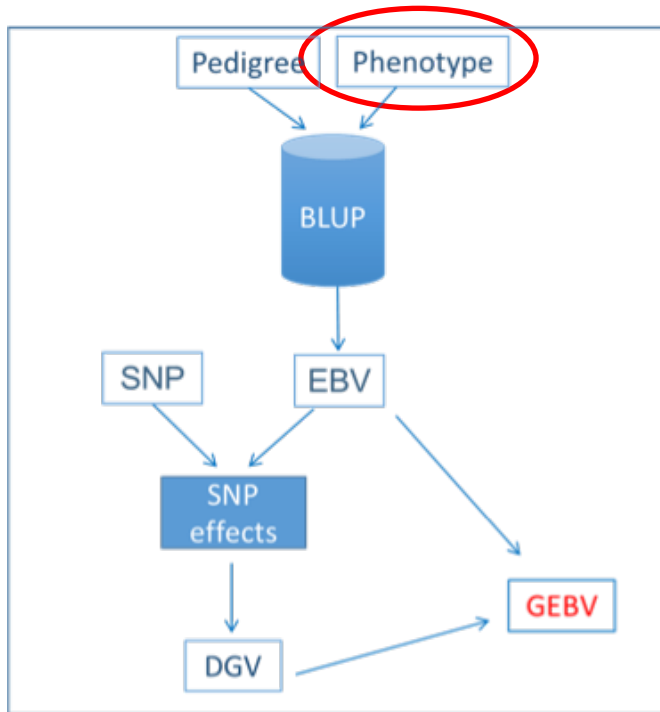 Pedigree
Phenotype
BLUP
SNP
EBV
SNP
effects
GEBV
DGV